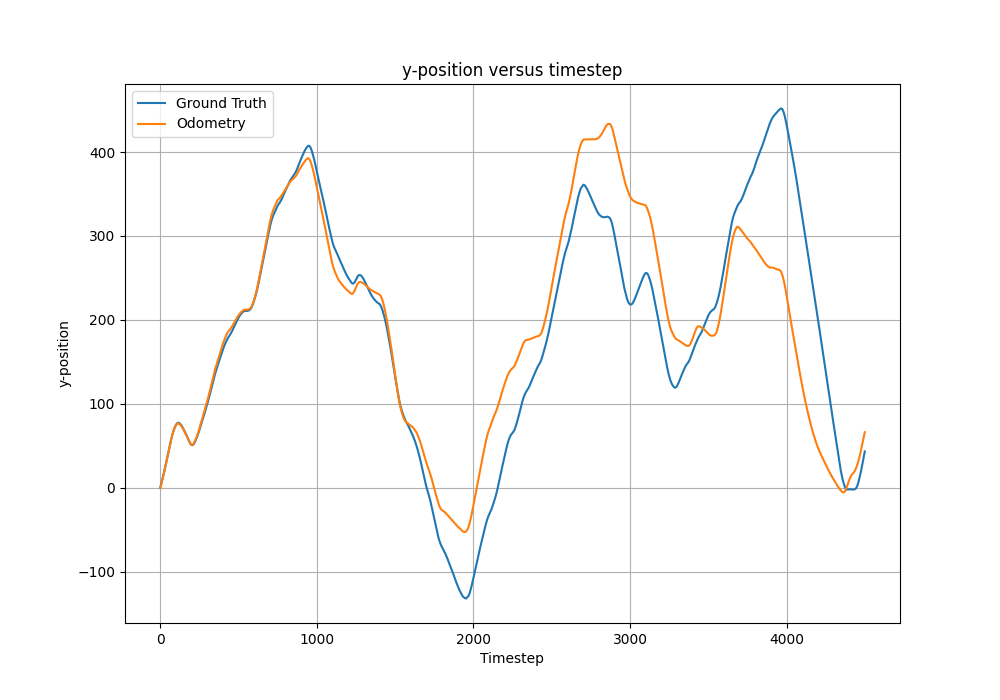 y-position versus timestep
Ground Truth
Odometry
y-position
400
300
200
100
0
−100
0 1000 2000 3000 4000
Timestep